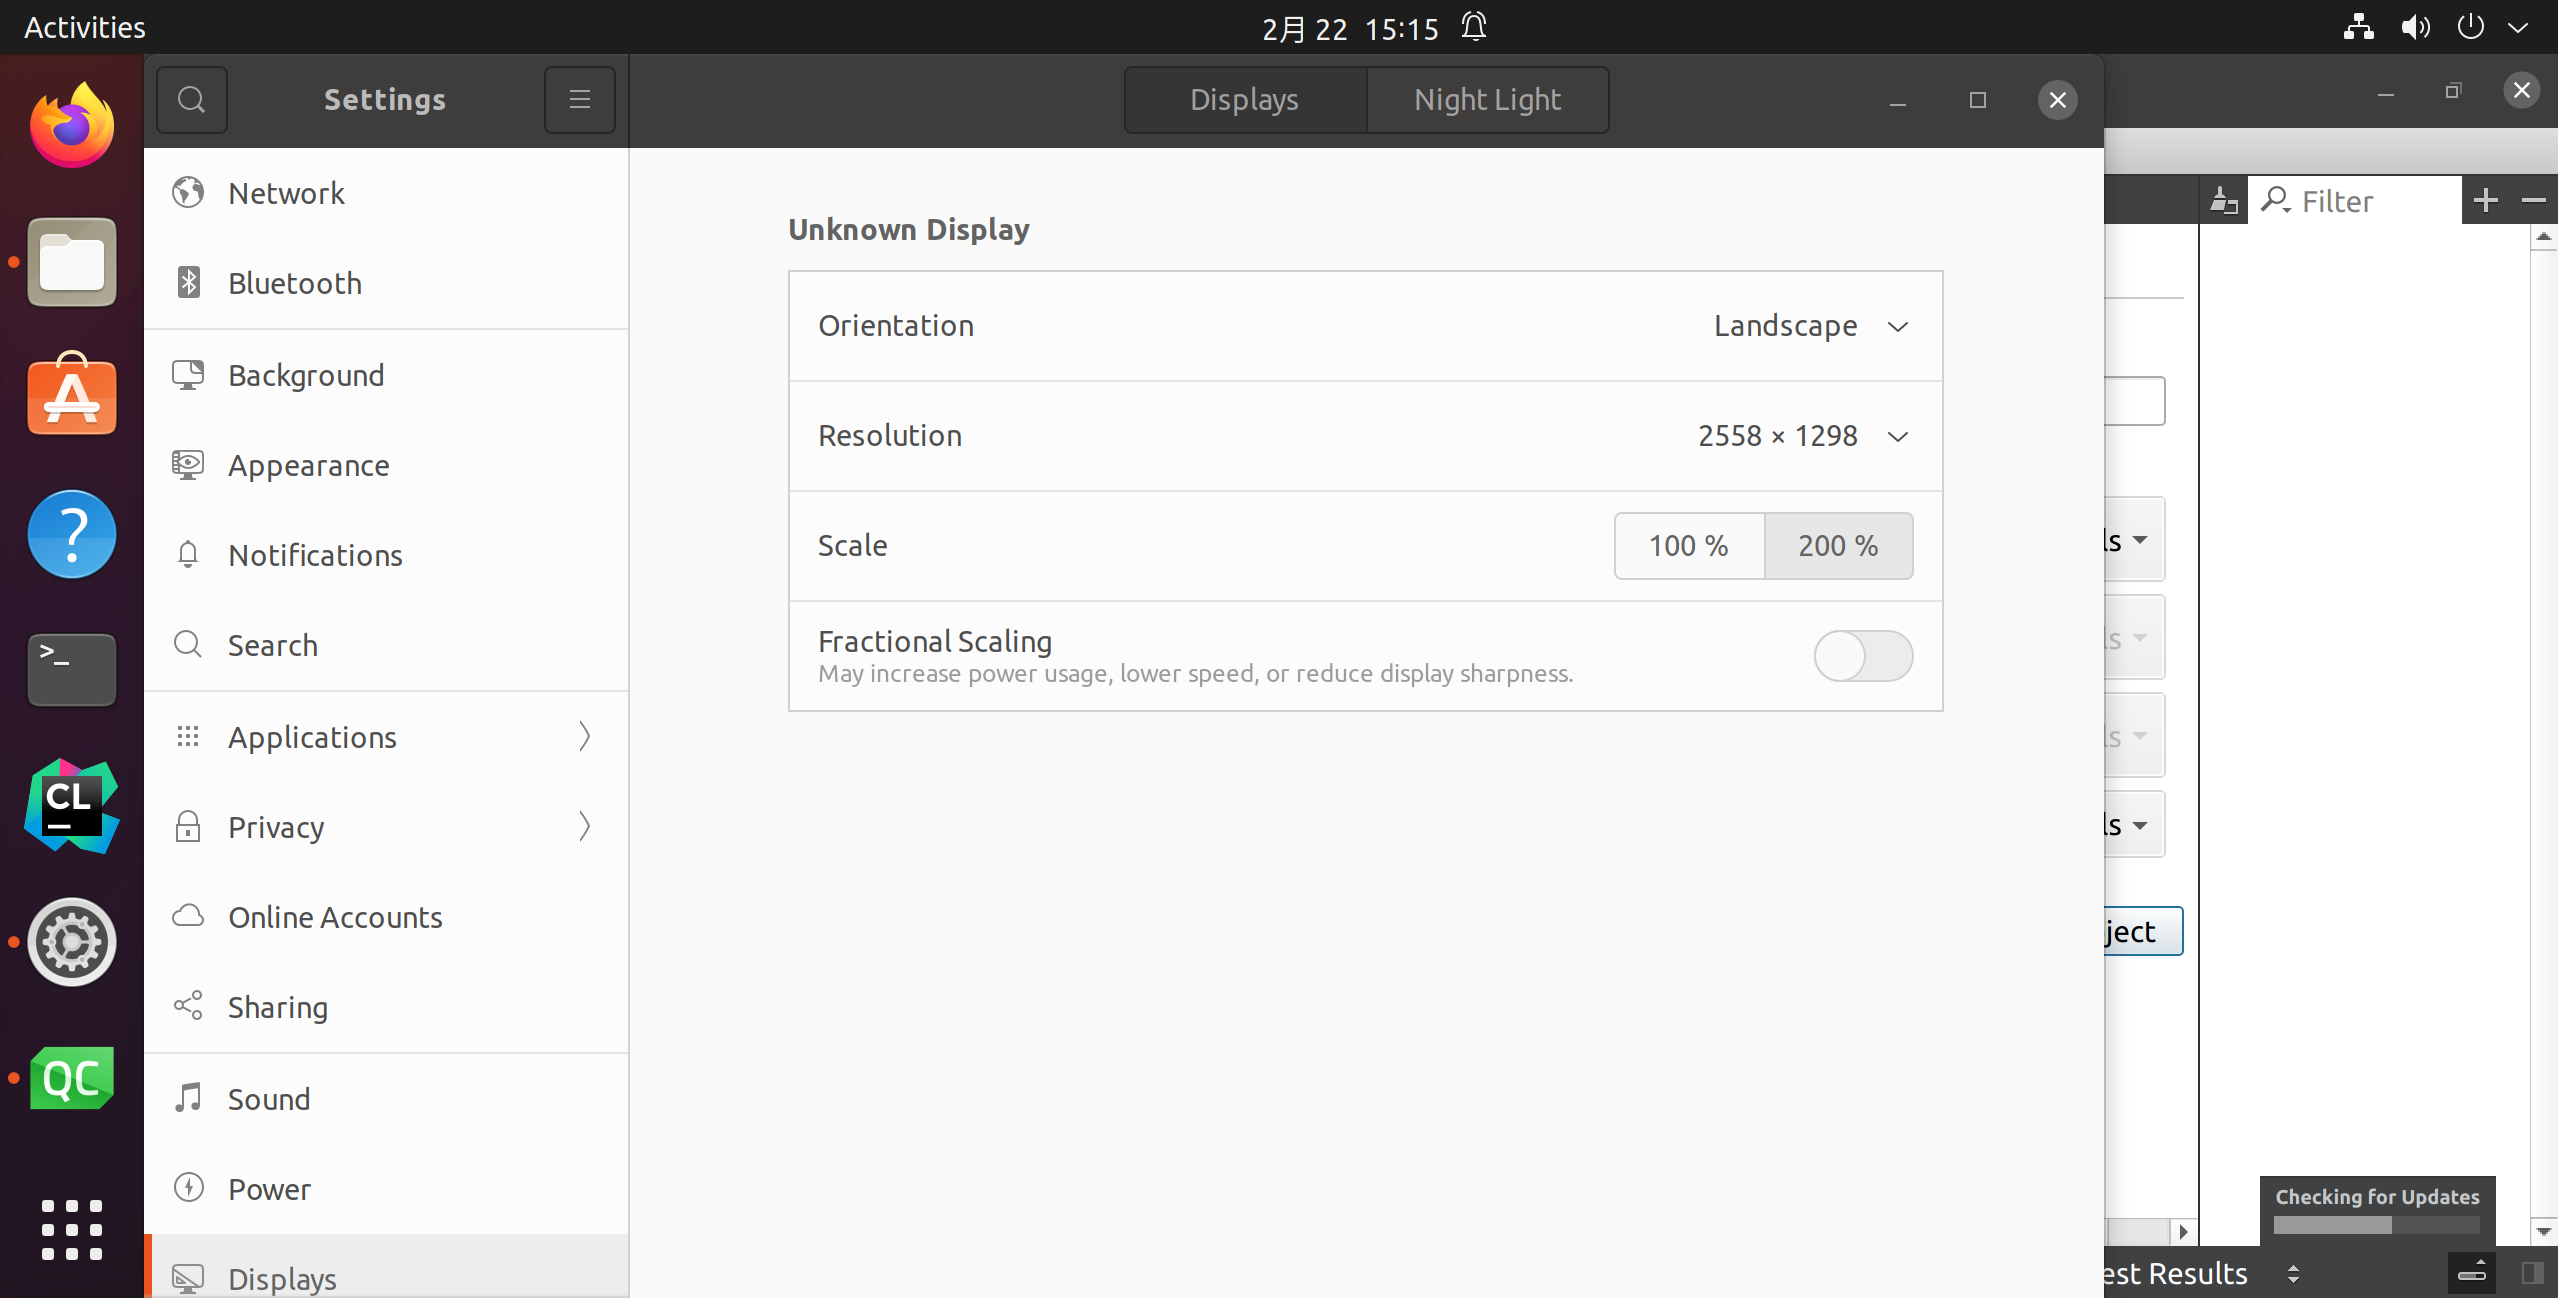 Activities
2月 22 15:15
Settings
Displays
Night Light
Network
Bluetooth
Background
Appearance
Notifications
Search
Applications
Privacy
Online Accounts
Sharing
Sound
Power
Displays
Unknown Display
Orientation
Landscape
Resolution
2558 × 1298
Scale
100 %
200 %
Fractional Scaling
May increase power usage, lower speed, or reduce display sharpness.
Filter
ls
ls
ls
ls
ject
Checking for Updates
est Results
>_
CL
QC